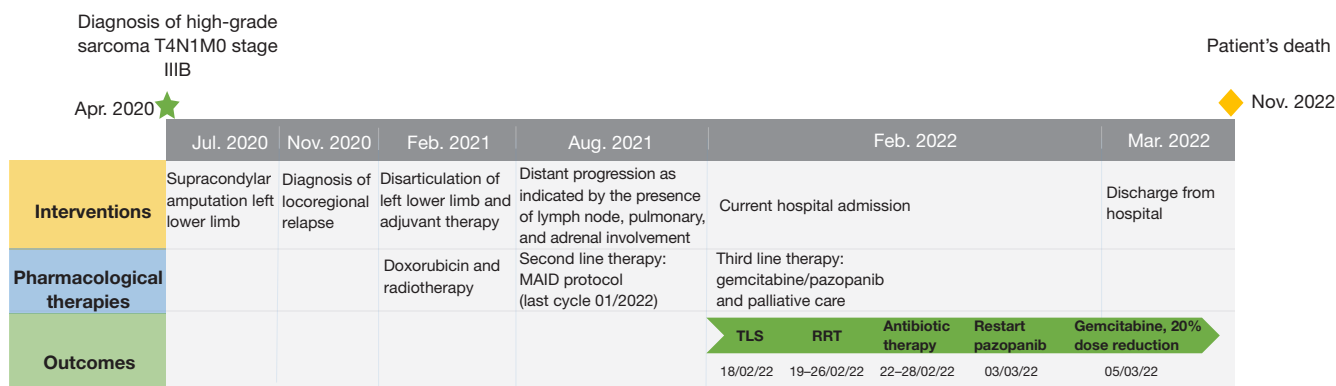 Diagnosis of high-grade
sarcoma T4N1M0 stage
IIIB
Patient’s death
Apr. 2020
Nov. 2022
Jul. 2020
Nov. 2020
Feb. 2021
Aug. 2021
Feb. 2022
Mar. 2022
Interventions
Supracondylar
amputation left
lower limb
Diagnosis of
locoregional
relapse
Disarticulation of
left lower limb and
adjuvant therapy
Distant progression as
indicated by the presence
of lymph node, pulmonary,
and adrenal involvement
Current hospital admission
Discharge from
hospital
Pharmacological
therapies
Doxorubicin and
radiotherapy
Second line therapy:
MAID protocol
(last cycle 01/2022)
Third line therapy:
gemcitabine/pazopanib
and palliative care
Outcomes
TLS
RRT
Antibiotic
therapy
Restart
pazopanib
Gemcitabine, 20%
dose reduction
18/02/22
19–26/02/22
22–28/02/22
03/03/22
05/03/22